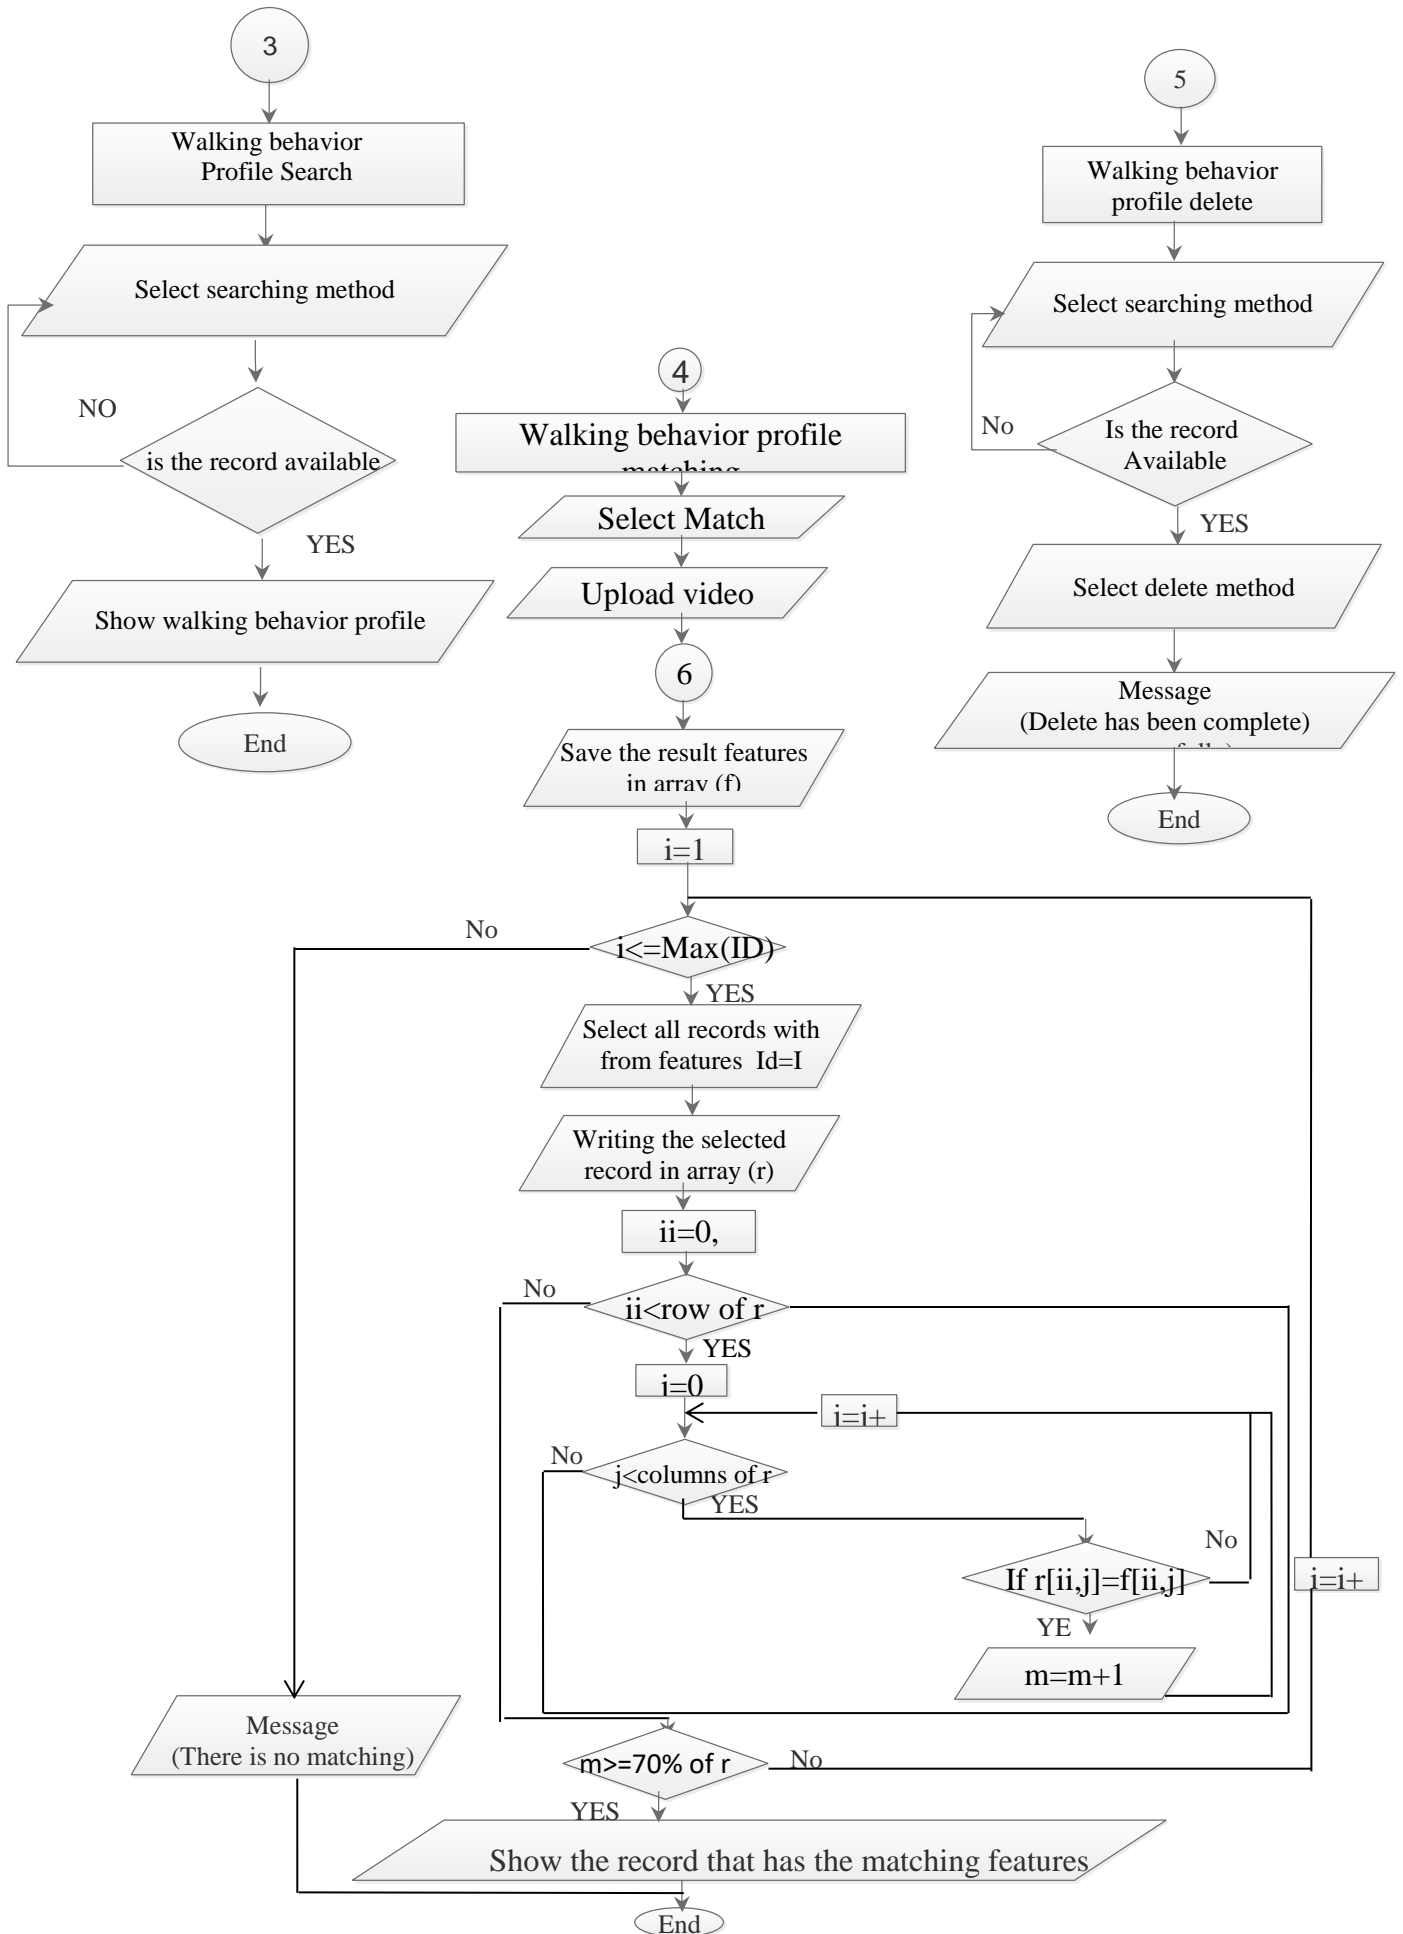 3
Walking behavior
Profile Search
Select searching method
NO
is the record available
YES
Show walking behavior profile
End
4
Walking behavior profile
matching
Select Match
Upload video
6
Save the result features
in array (f)
i=1
No
i<=Max(ID)
YES
Select all records with
from features Id=I
Writing the selected
record in array (r)
ii=0,
No
ii<row of r
YES
j=0
i=i+
No
j<columns of r
YES
If r[ii,j]=f[ii,j]
No
YE
m=m+1
i=i+
Message
(There is no matching)
m>=70% of r
No
YES
Show the record that has the matching features
End
5
Walking behavior
profile delete
Select searching method
No
Is the record
Available
YES
Select delete method
Message
(Delete has been complete)
End